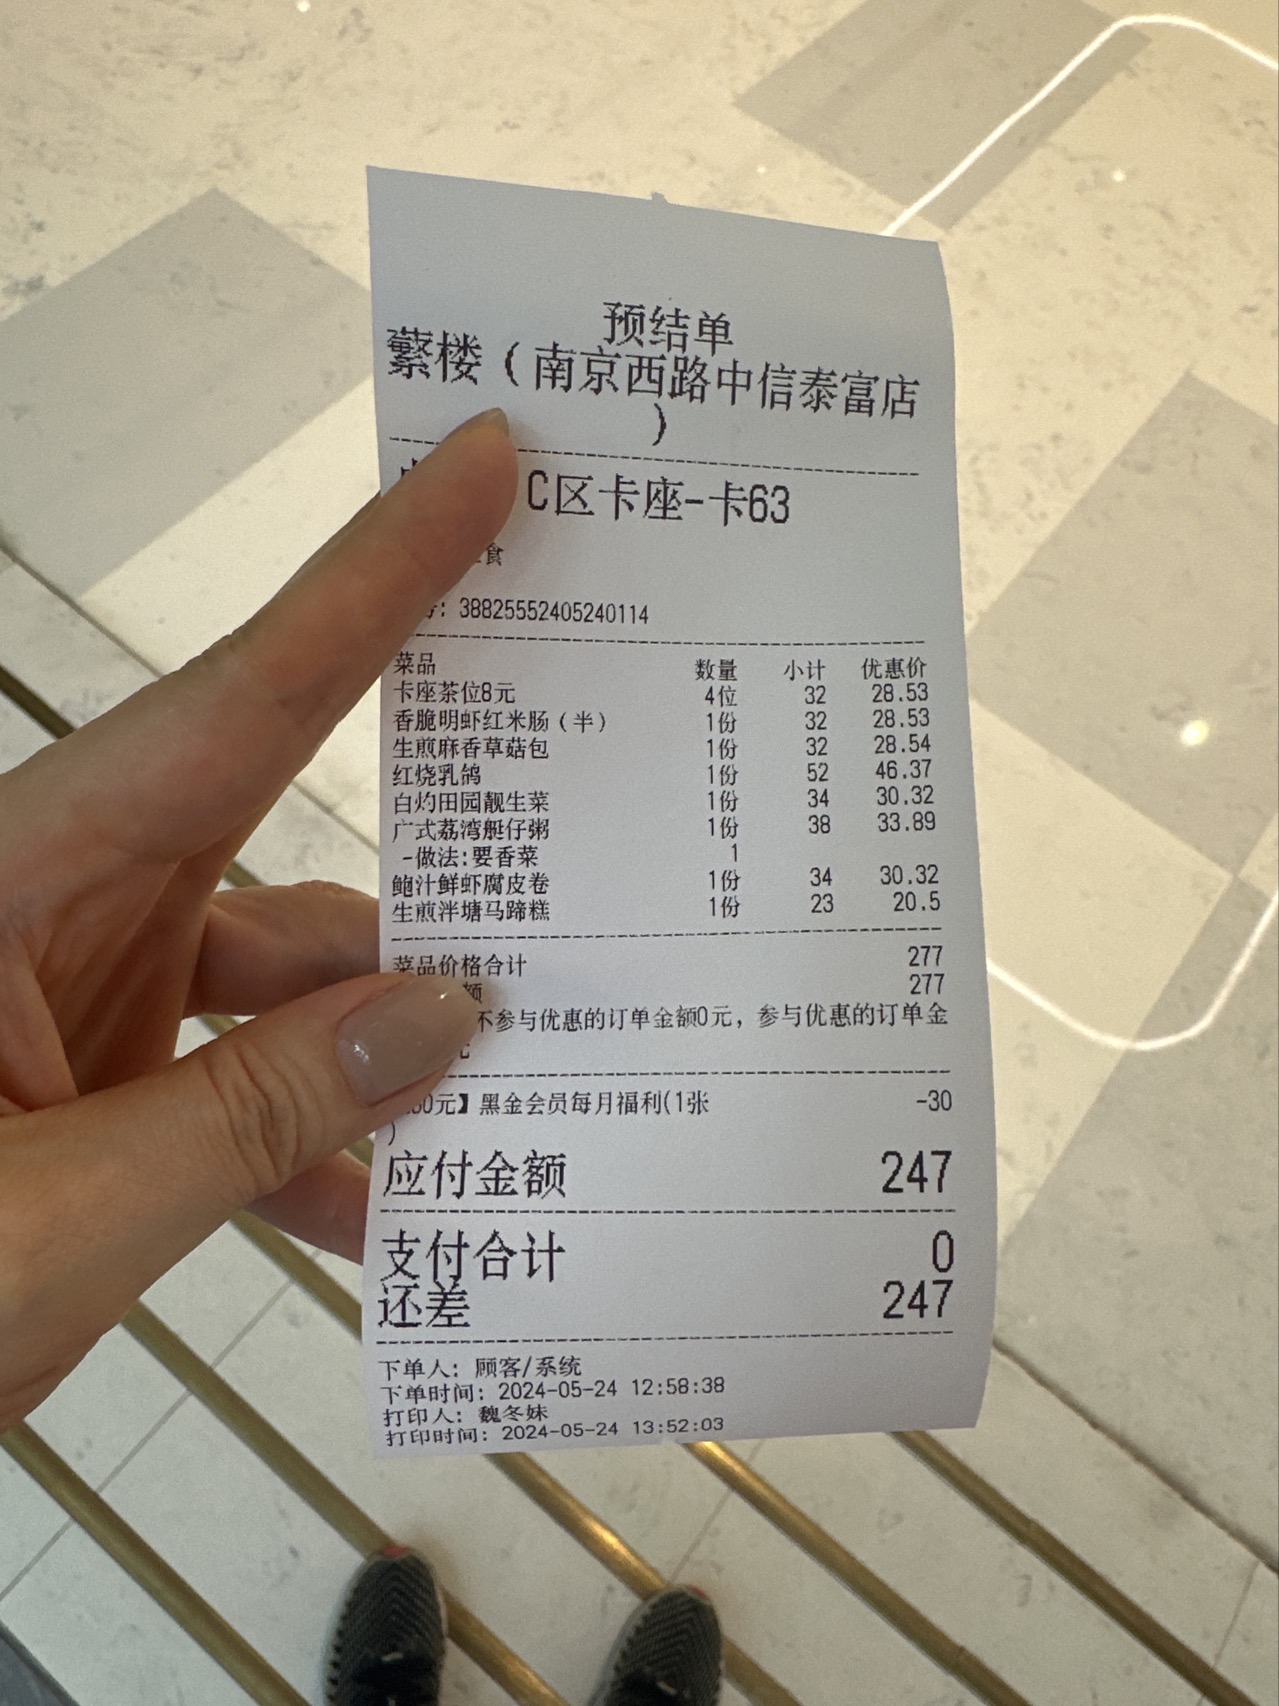 预结单
蘩楼（南京西路中信泰富店
）
C区卡座-卡63
食
: 38825552405240114
菜品 数量 小计 优惠价
卡座茶位8元 4位 32 28.53
香脆明虾红米肠（半） 1份 32 28.53
生煎麻香草菇包 1份 32 28.54
红烧乳鸽 1份 52 46.37
白灼田园靓生菜 1份 34 30.32
广式荔湾艇仔粥 1份 38 33.89
-做法:要香菜 1
鲍汁鲜虾腐皮卷 1份 34 30.32
生煎泮塘马蹄糕 1份 23 20.5
菜品价格合计 277
额 277
不参与优惠的订单金额0元，参与优惠的订单金
元
0元】黑金会员每月福利(1张 -30
)
应付金额 247
支付合计 0
还差 247
下单人: 顾客/系统
下单时间: 2024-05-24 12:58:38
打印人: 魏冬妹
打印时间: 2024-05-24 13:52:03